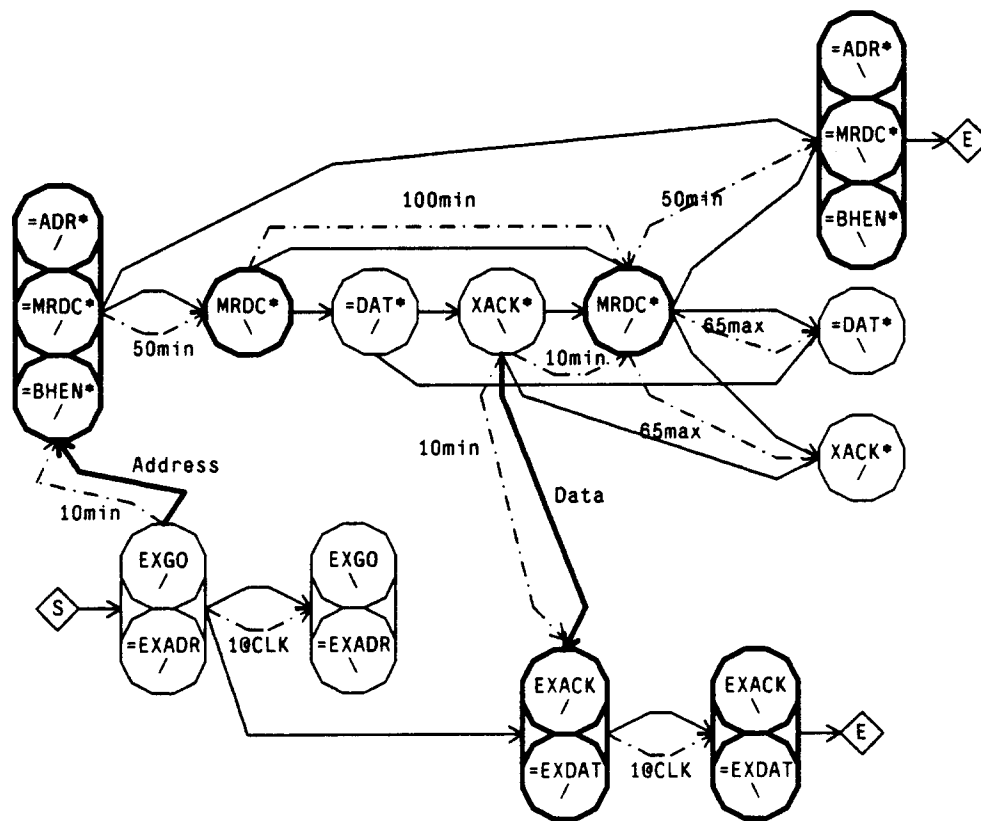 =ADR*
/
=MRDC*
/
=BHEN*
/
=ADR*
\
=MRDC*
\
=BHEN*
\
E
100min
50min
50min
MRDC*
\
=DAT*
/
XACK*
\
MRDC*
/
65max
=DAT*
\
10min
65max
XACK*
/
10min
Address
10min
Data
S
EXGO
/
=EXADR
/
1@CLK
EXGO
\
=EXADR
\
EXACK
/
=EXDAT
/
1@CLK
EXACK
\
=EXDAT
\
E